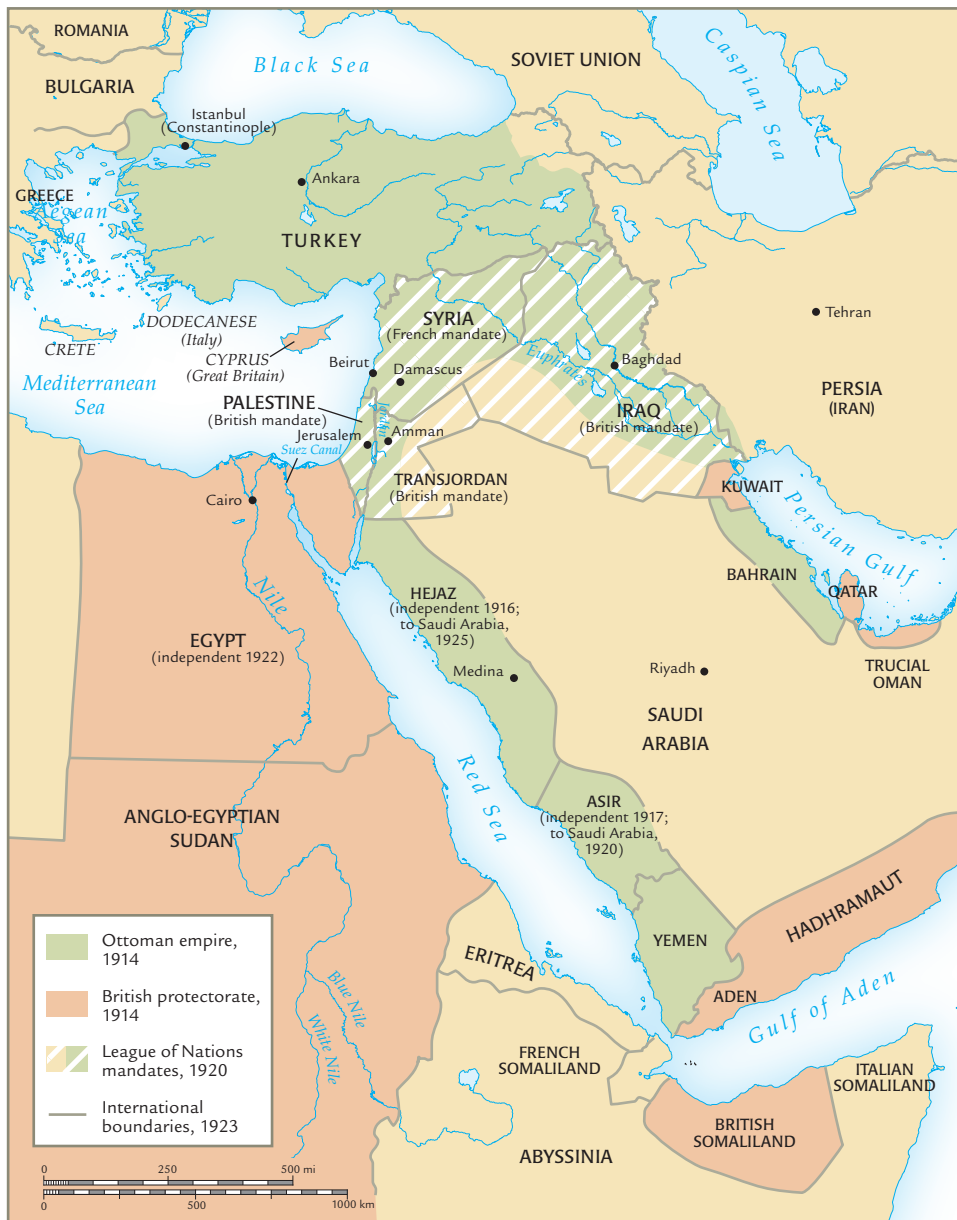 ROMANIA
BULGARIA
Black Sea
SOVIET UNION
Caspian Sea
Istanbul
(Constantinople)
Ankara
GREECE
Aegean
Sea
TURKEY
Tehran
DODECANESE
(Italy)
CRETE
CYPRUS
(Great Britain)
SYRIA
(French mandate)
Beirut
Damascus
Euphrates
Baghdad
Mediterranean
Sea
PERSIA
(IRAN)
PALESTINE
(British mandate)
IRAQ
(British mandate)
Jordan
Jerusalem
Amman
Suez Canal
TRANSJORDAN
(British mandate)
Cairo
KUWAIT
Persian Gulf
Nile
BAHRAIN
QATAR
HEJAZ
(independent 1916;
to Saudi Arabia,
1925)
EGYPT
(independent 1922)
Medina
Riyadh
TRUCIAL
OMAN
SAUDI
ARABIA
Red Sea
ANGLO-EGYPTIAN
SUDAN
ASIR
(independent 1917;
to Saudi Arabia,
1920)
HADHRAMAUT
YEMEN
ERITREA
ADEN
Gulf of Aden
Blue Nile
White Nile
FRENCH
SOMALILAND
ITALIAN
SOMALILAND
BRITISH
SOMALILAND
ABYSSINIA
Ottoman empire,
1914
British protectorate,
1914
League of Nations
mandates, 1920
International
boundaries, 1923
0 250 500 mi
0 500 1000 km